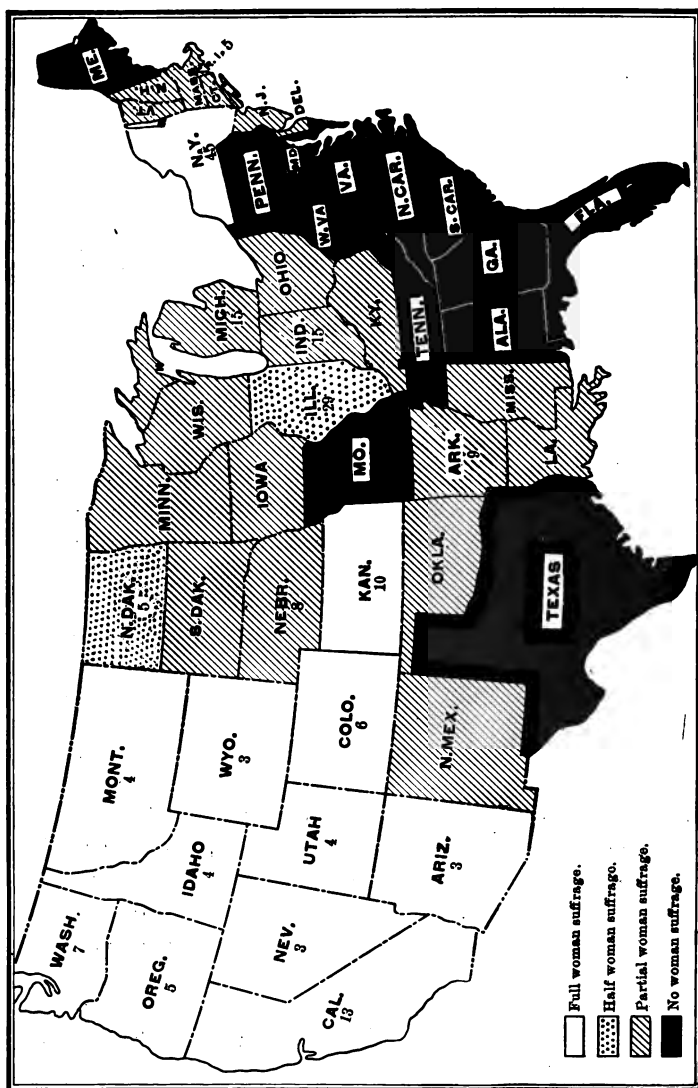 WASH.
7
OREG.
5
CAL.
13
NEV.
3
IDAHO
4
MONT.
4
WYO.
3
UTAH
4
ARIZ.
3
COLO.
6
N.MEX.
N.DAK.
5
S.DAK.
NEBR.
8
KAN.
10
OKLA.
TEXAS
MINN.
IOWA
MO.
ARK.
9
LA.
WIS.
ILL.
29
MICH.
15
IND.
15
OHIO
KY.
TENN.
MISS.
ALA.
GA.
FLA.
S.CAR.
N.CAR.
VA.
W.VA
MD.
DEL.
PENN.
N.J.
N.Y.
45
CT.
MASS.
R.I. 5
N.H.
ME.
Full woman suffrage.
Half woman suffrage.
Partial woman suffrage.
No woman suffrage.